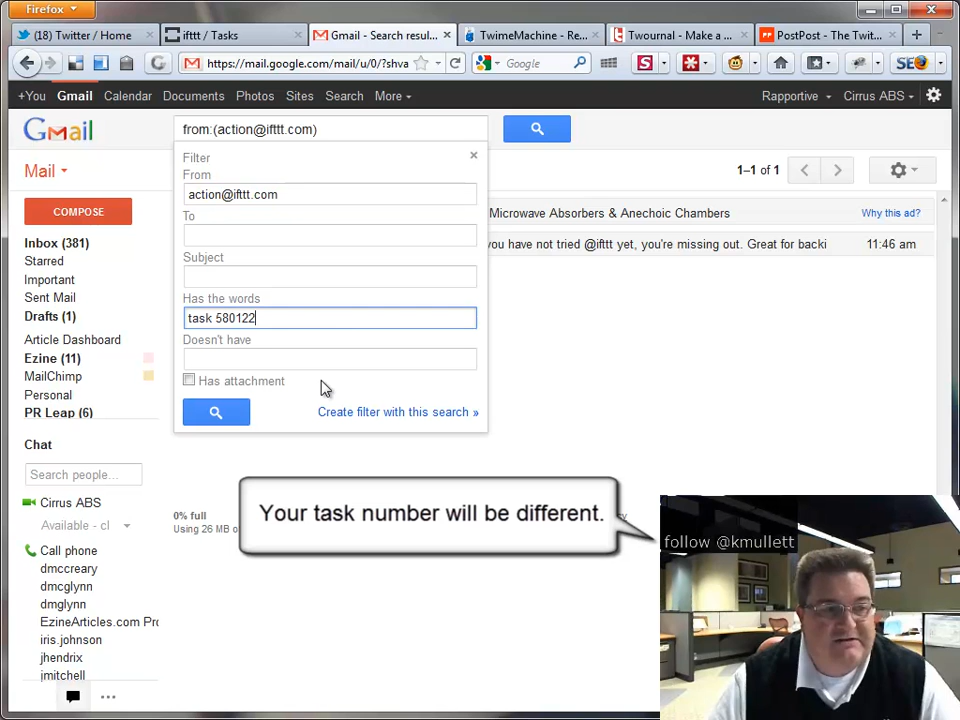 Firefox
(18) Twitter / Home
ifttt / Tasks
Gmail - Search resul...
TwimeMachine - Re...
Twournal - Make a ...
PostPost - The Twit...
https://mail.google.com/mail/u/0/?shva
Google
SEO
+You
Gmail
Calendar
Documents
Photos
Sites
Search
More
Rapportive
Cirrus ABS
Gmail
from:(action@ifttt.com)
Mail
1–1 of 1
COMPOSE
Filter
From
action@ifttt.com
To
Subject
Has the words
task 580122
Doesn't have
Has attachment
Create filter with this search »
Microwave Absorbers & Anechoic Chambers
Why this ad?
you have not tried @ifttt yet, you're missing out. Great for backi
11:46 am
Inbox (381)
Starred
Important
Sent Mail
Drafts (1)
Article Dashboard
Ezine (11)
MailChimp
Personal
PR Leap (6)
Chat
Search people...
Cirrus ABS
Available - cl
Call phone
dmccreary
dmcglynn
dmglynn
EzineArticles.com Pro
iris.johnson
jhendrix
jmitchell
0% full
Using 26 MB o
Your task number will be different.
follow @kmullett